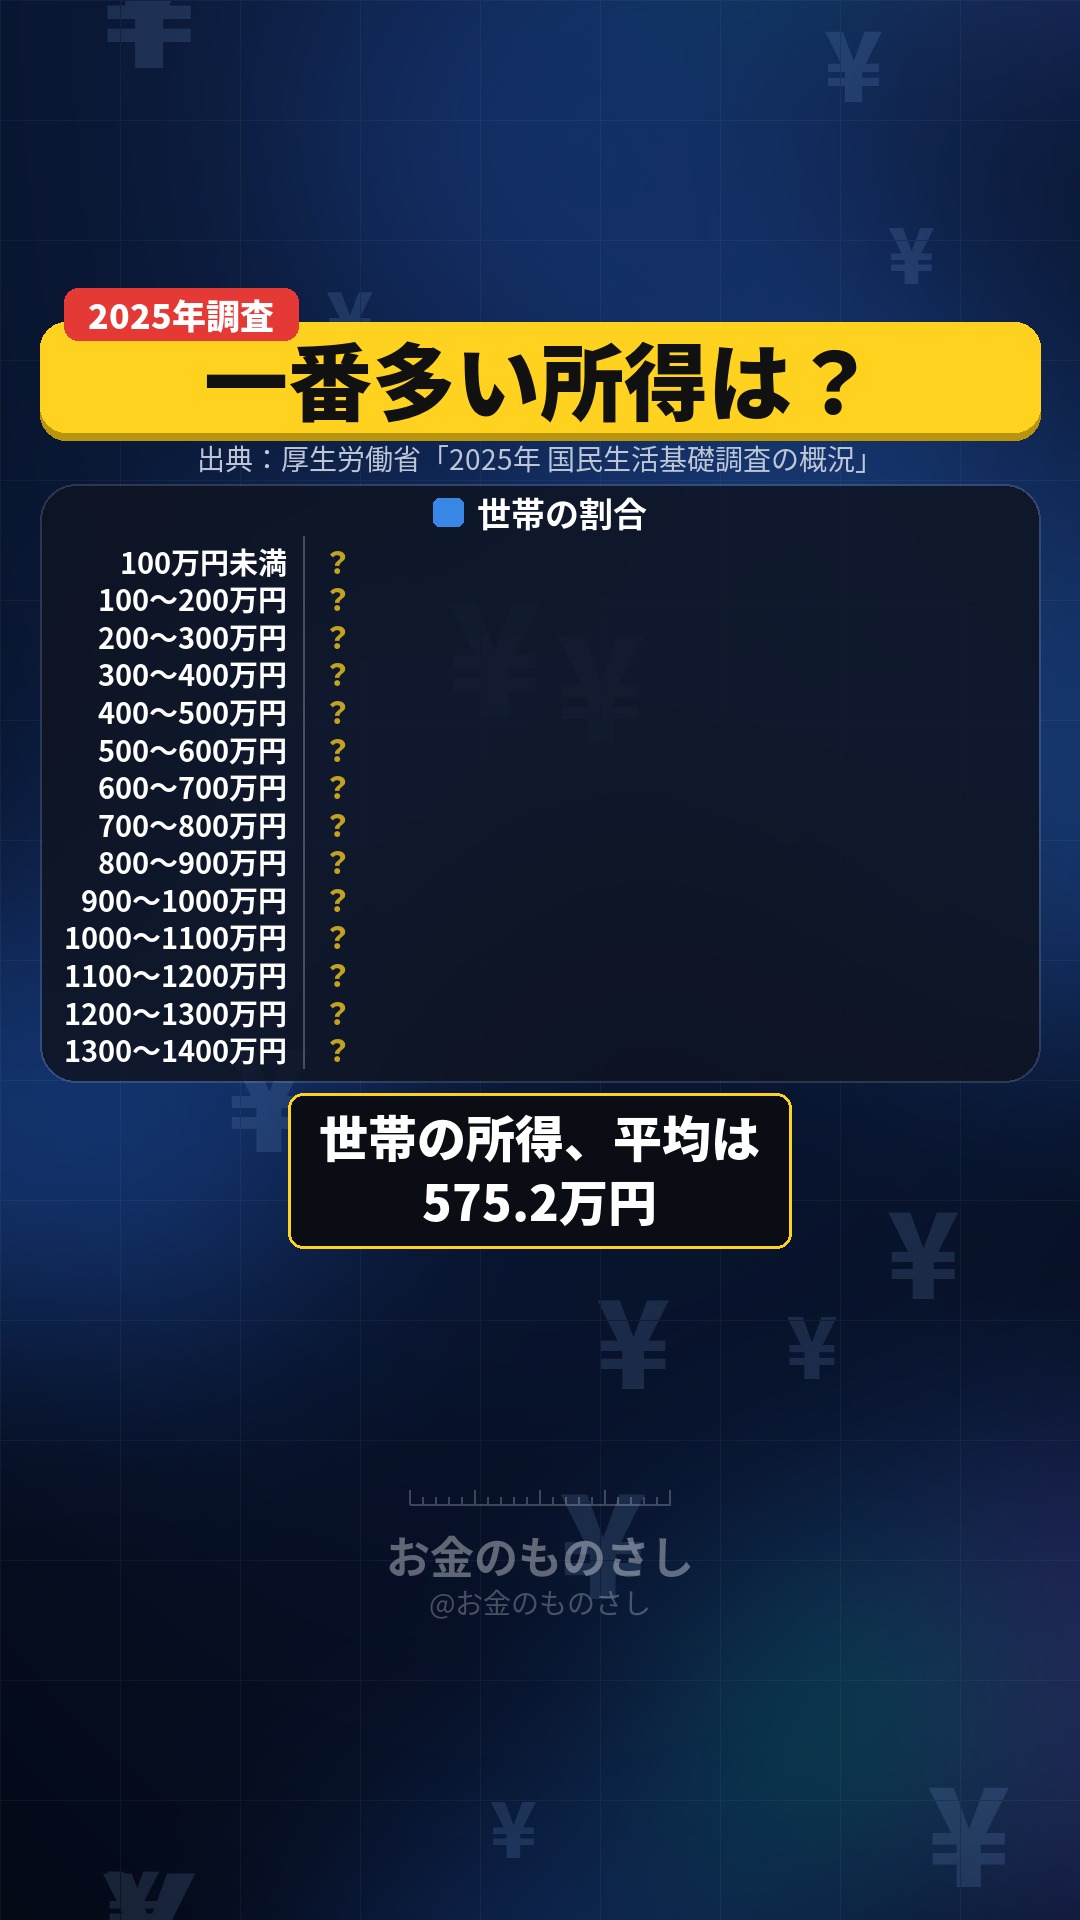 2025年調査
一番多い所得は？
出典：厚生労働省「2025年 国民生活基礎調査の概況」
世帯の割合
100万円未満 ？
100〜200万円 ？
200〜300万円 ？
300〜400万円 ？
400〜500万円 ？
500〜600万円 ？
600〜700万円 ？
700〜800万円 ？
800〜900万円 ？
900〜1000万円 ？
1000〜1100万円 ？
1100〜1200万円 ？
1200〜1300万円 ？
1300〜1400万円 ？
世帯の所得、平均は
575.2万円
お金のものさし
@お金のものさし